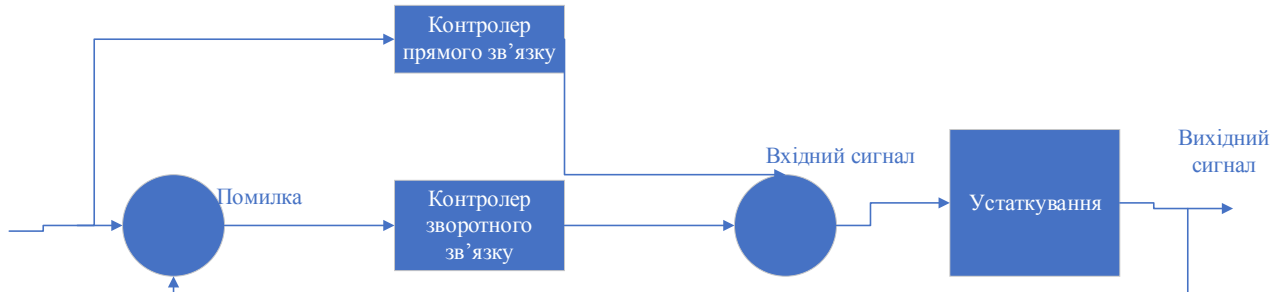 Контролер
прямого зв’язку
Вхідний сигнал
Вихідний
сигнал
Помилка
Контролер
зворотного
зв’язку
Устаткування